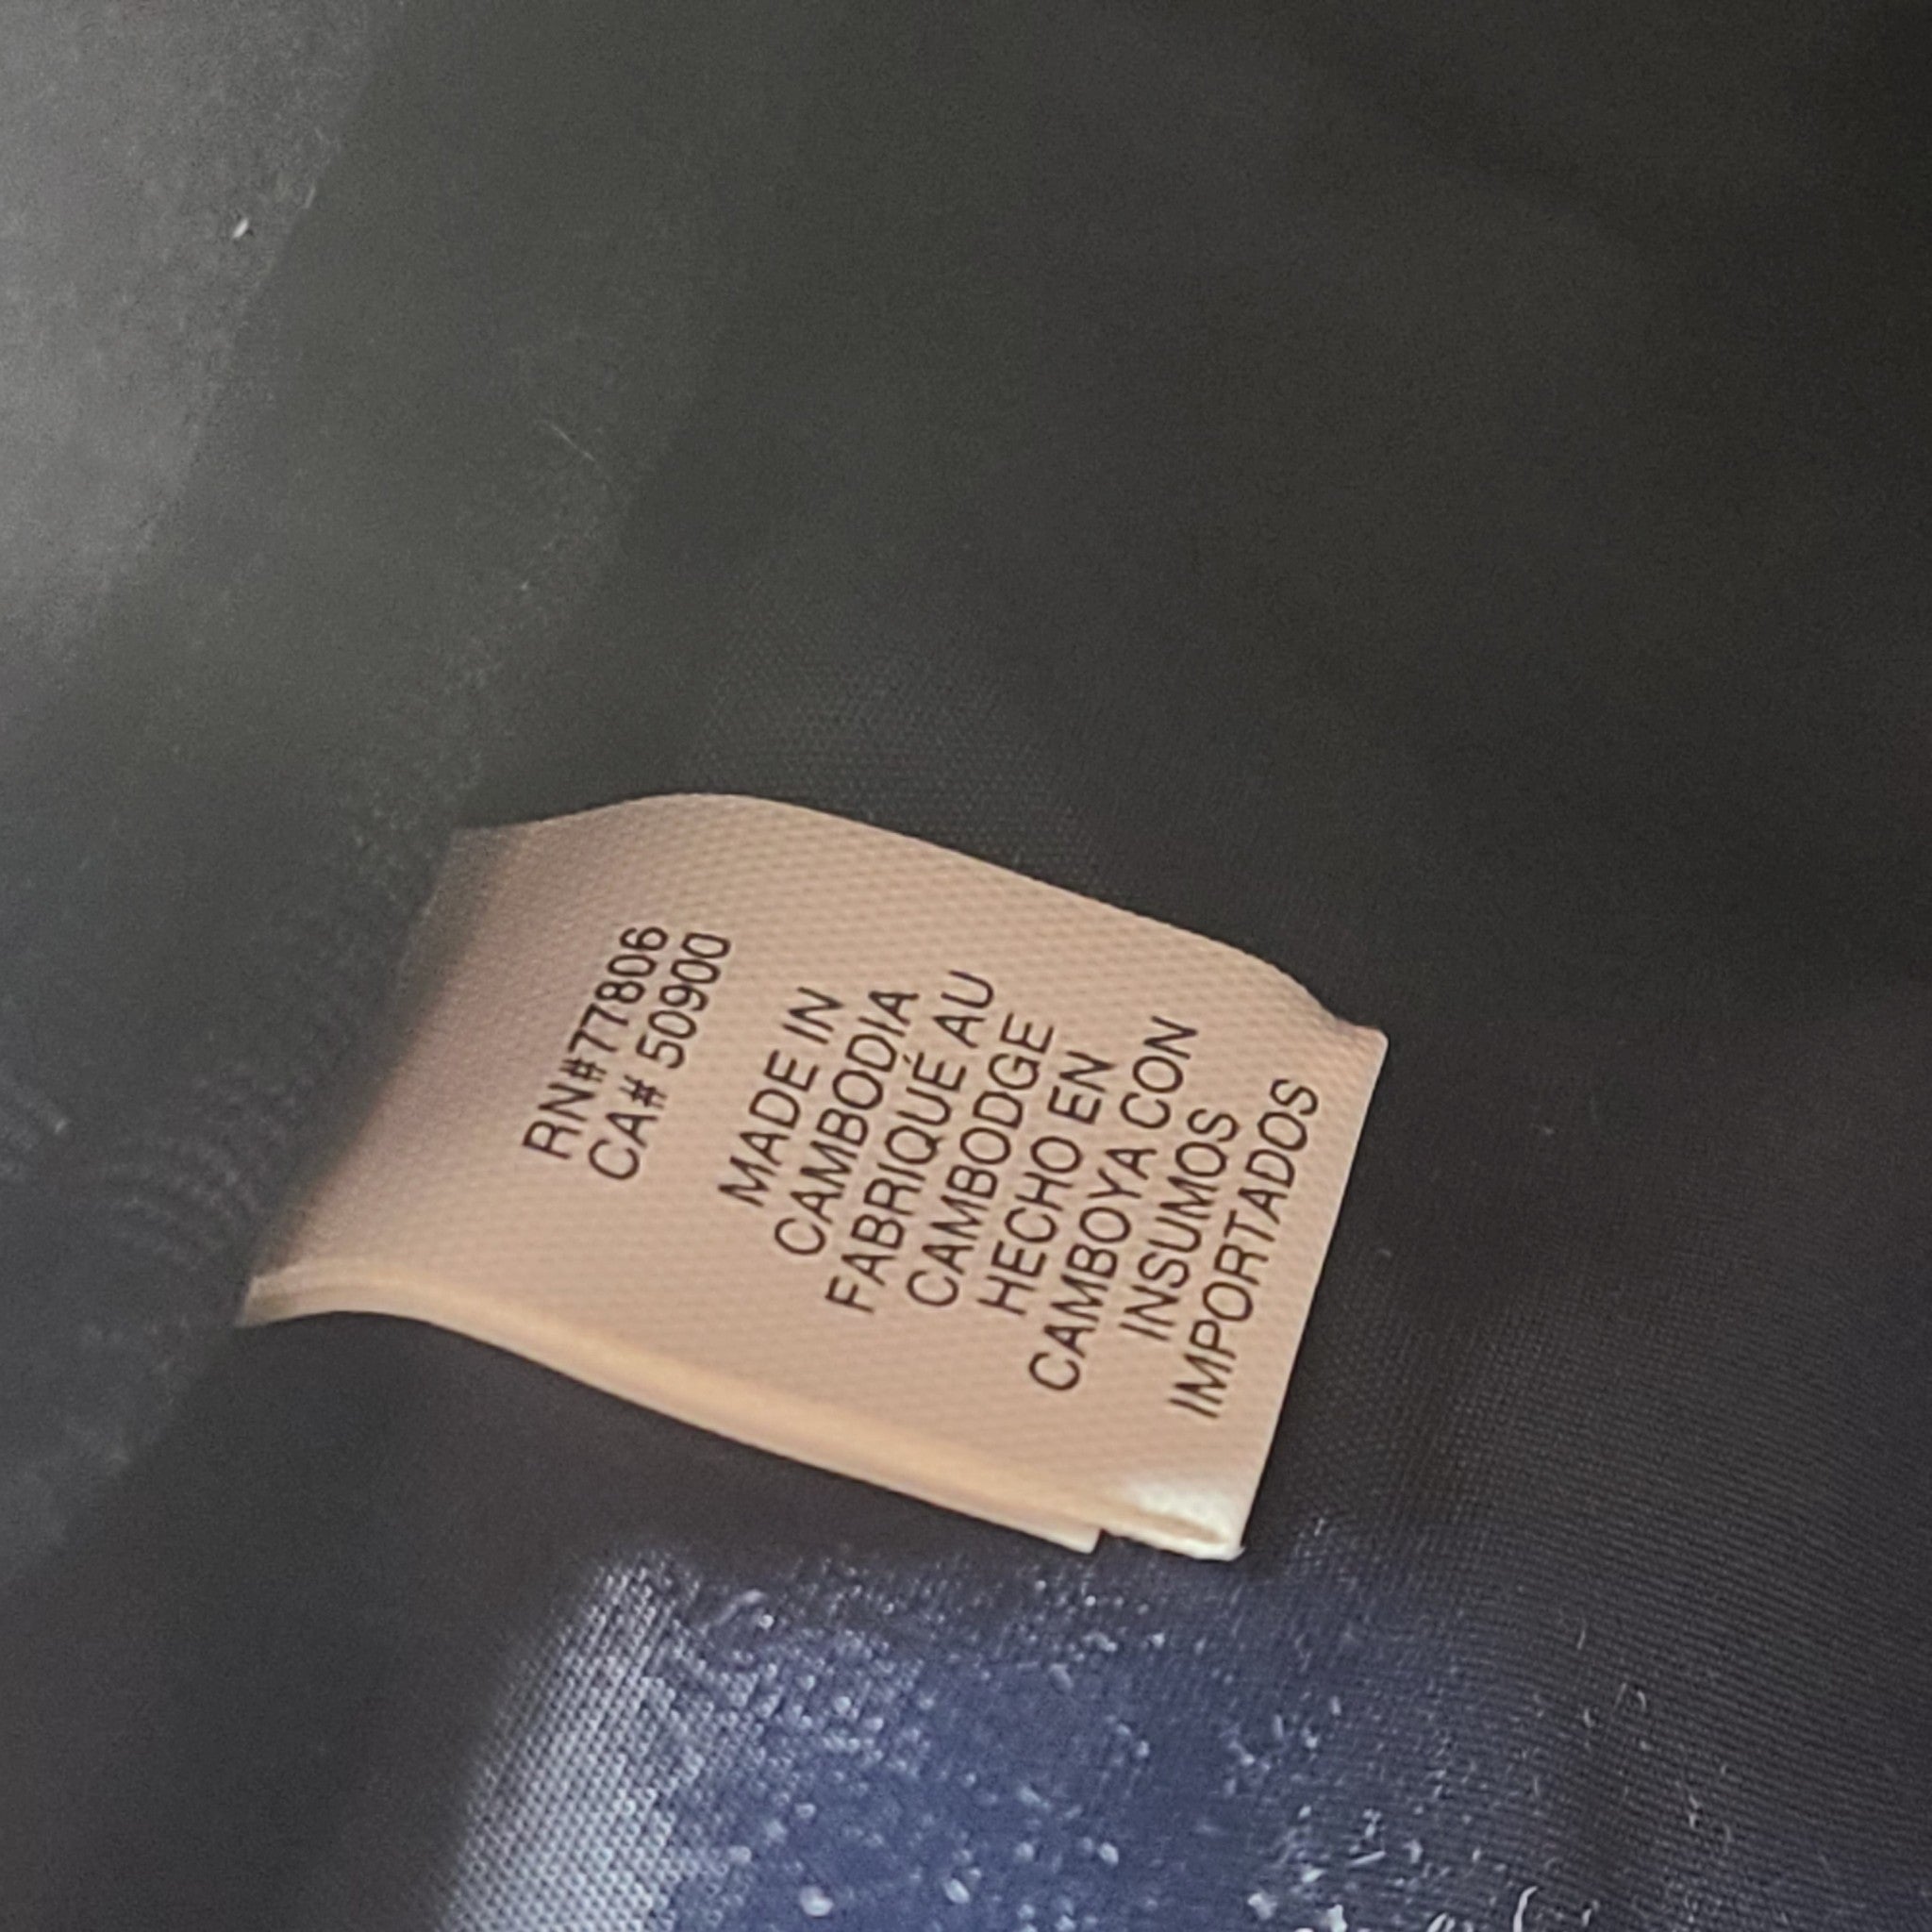 RN#77806
CA# 50900
MADE IN
CAMBODIA
FABRIQUÉ AU
CAMBODGE
HECHO EN
CAMBOYA CON
INSUMOS
IMPORTADOS